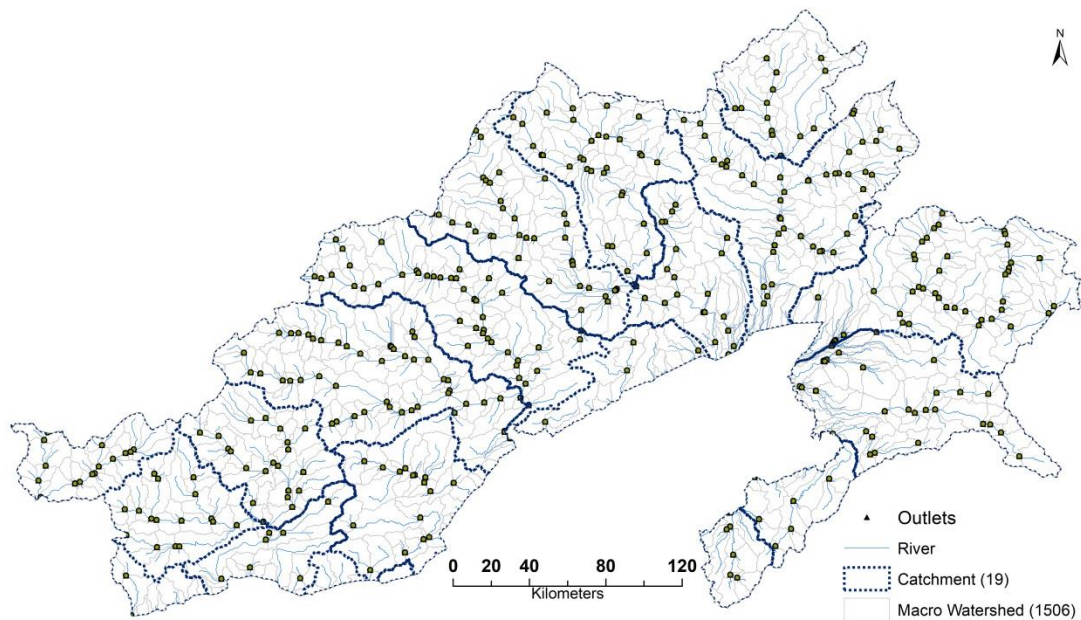 N
Outlets
River
Catchment (19)
Macro Watershed (1506)
0 20 40 80 120
Kilometers